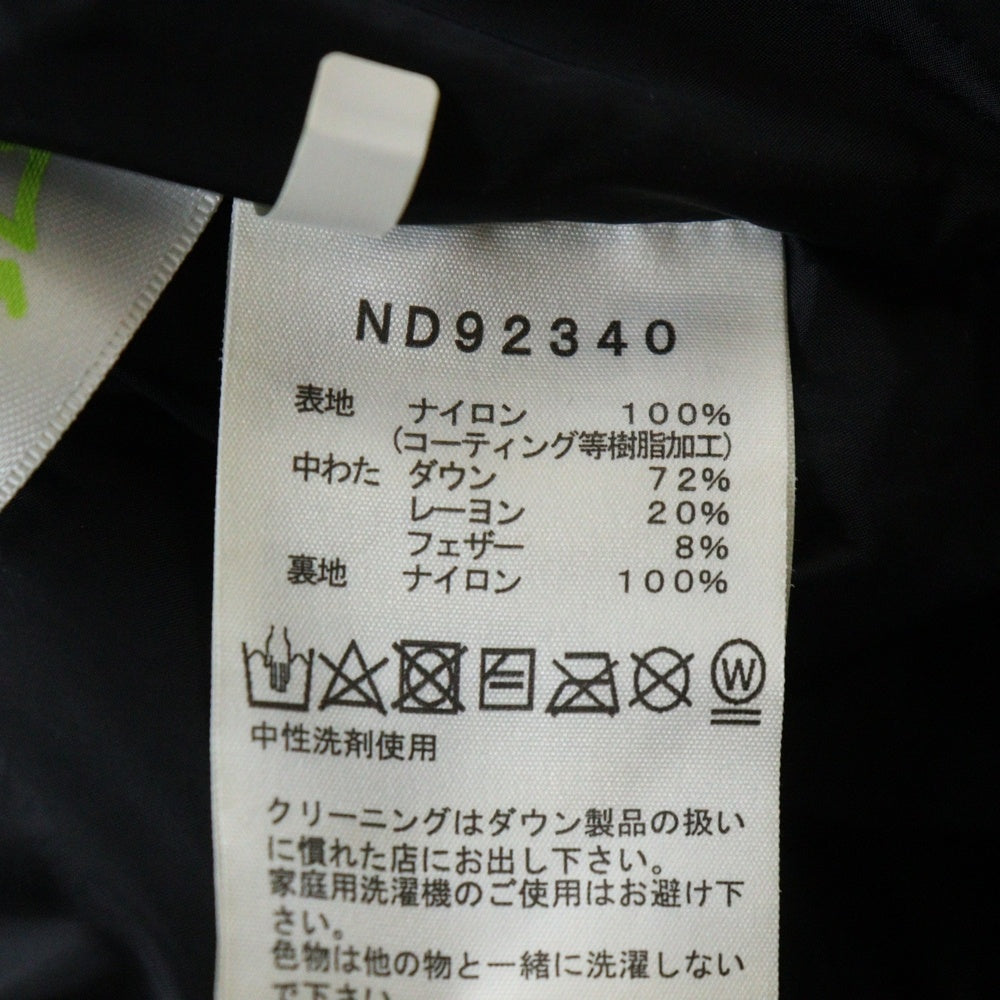 ND92340
表地 ナイロン 100%
(コーティング等樹脂加工)
中わた ダウン 72%
レーヨン 20%
フェザー 8%
裏地 ナイロン 100%
W
中性洗剤使用
クリーニングはダウン製品の扱い
に慣れた店にお出し下さい。
家庭用洗濯機のご使用はお避け下
さい。
色物は他の物と一緒に洗濯しない
で下さい